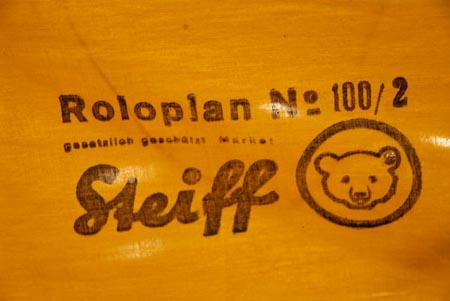 Roloplan No 100/2
gesetzlich geschützt Marke
Steiff